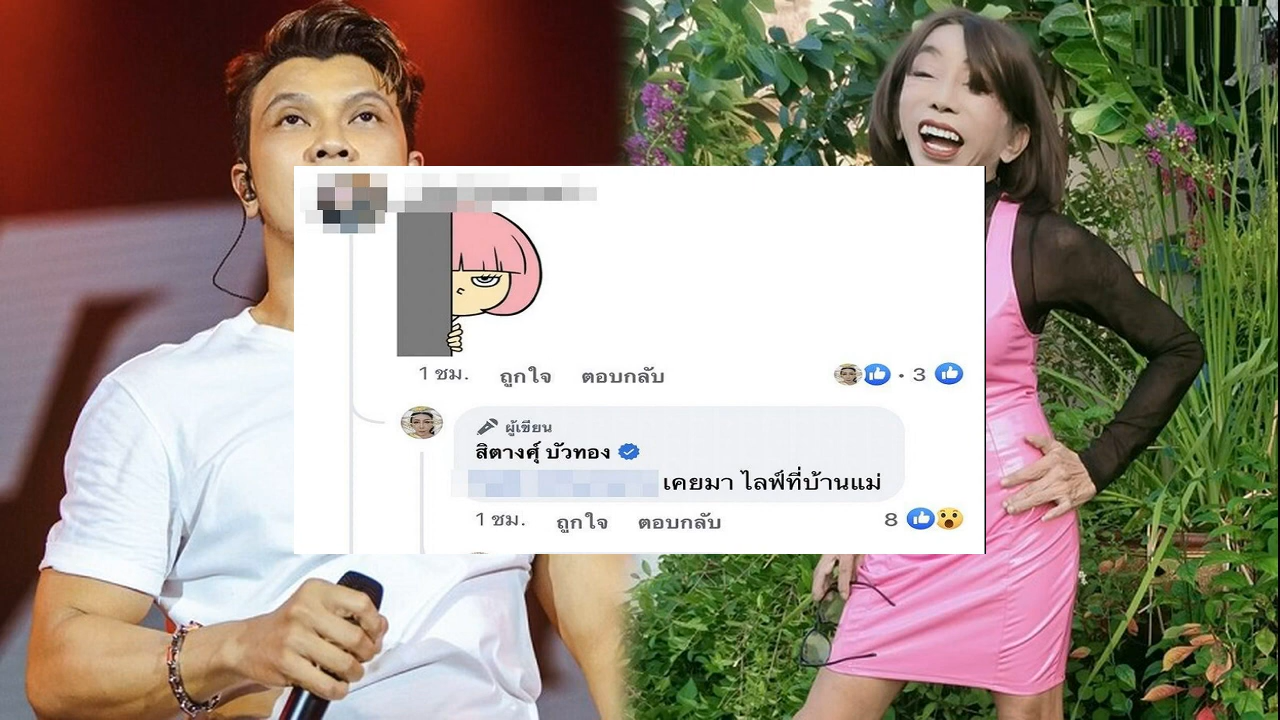 1 ชม. ถูกใจ ตอบกลับ 3
ผู้เขียน
สิตางศุ์ บัวทอง
เคยมา ไลฟ์ที่บ้านแม่
1 ชม. ถูกใจ ตอบกลับ 8